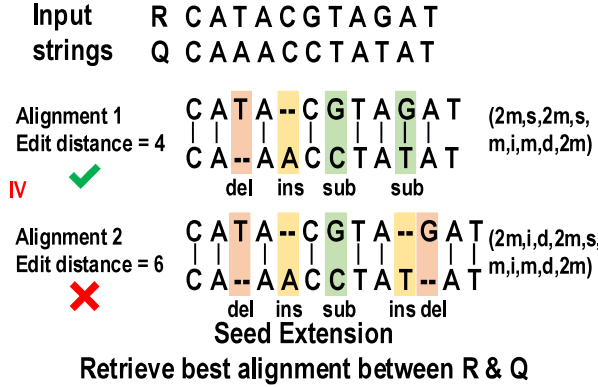 Input strings
R C A T A C G T A G A T
Q C A A A C C T A T A T
Alignment 1
Edit distance = 4
C A T A -- C G T A G A T
C A -- A A C C T A T A T
del ins sub sub
(2m,s,2m,s,
m,i,m,d,2m)
IV
Alignment 2
Edit distance = 6
C A T A -- C G T A -- G A T
C A -- A A C C T A T -- A T
del ins sub ins del
(2m,i,d,2m,s,
m,i,m,d,2m)
Seed Extension
Retrieve best alignment between R & Q